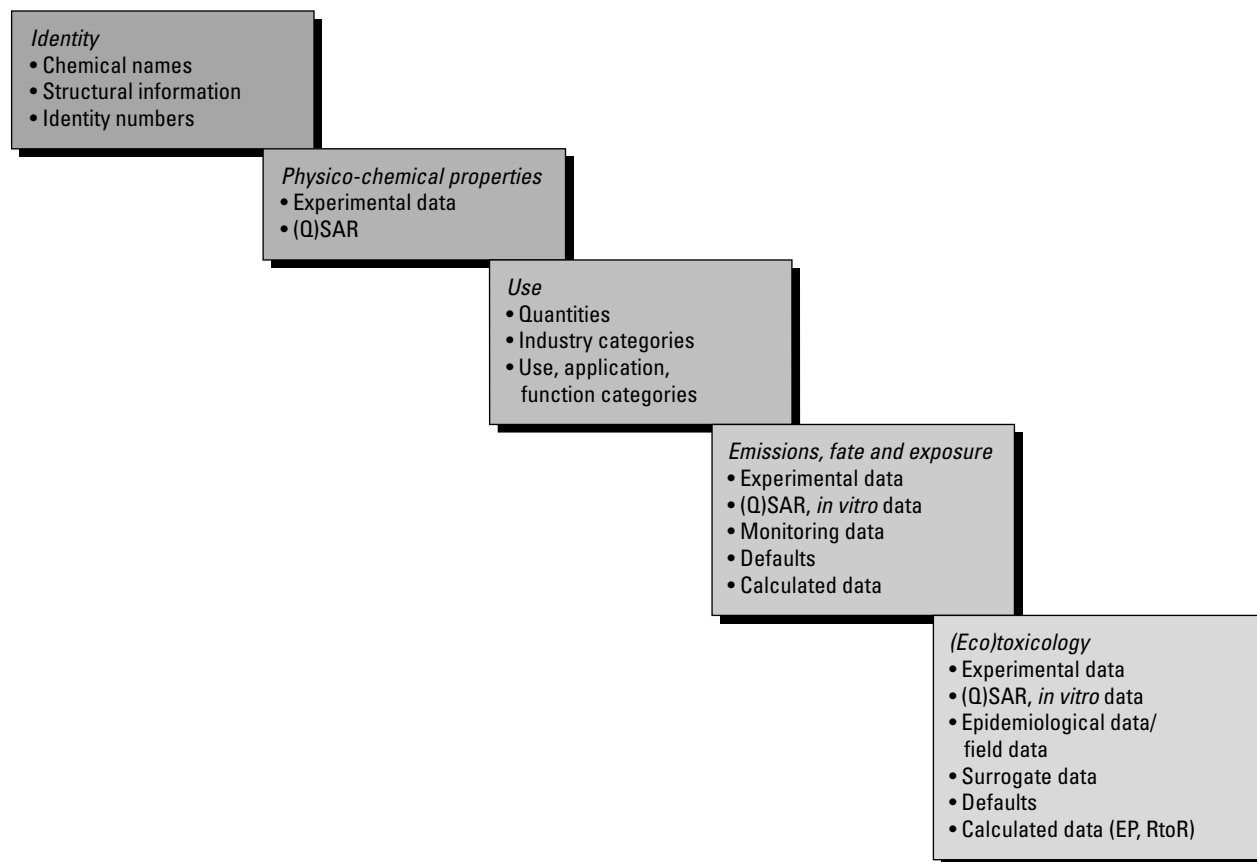 Identity
• Chemical names
• Structural information
• Identity numbers
Physico-chemical properties
• Experimental data
• (Q)SAR
Use
• Quantities
• Industry categories
• Use, application,
function categories
Emissions, fate and exposure
• Experimental data
• (Q)SAR, in vitro data
• Monitoring data
• Defaults
• Calculated data
(Eco)toxicology
• Experimental data
• (Q)SAR, in vitro data
• Epidemiological data/
field data
• Surrogate data
• Defaults
• Calculated data (EP, RtoR)